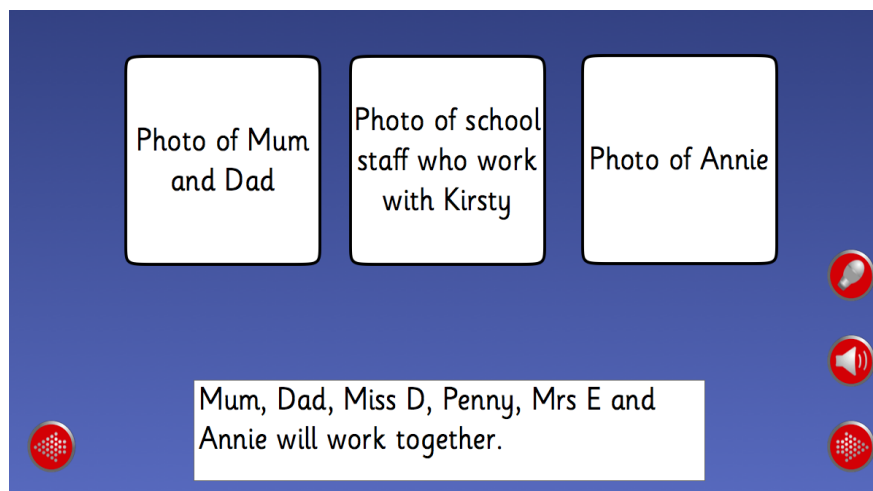 Photo of Mum
and Dad
Photo of school
staff who work
with Kirsty
Photo of Annie
Mum, Dad, Miss D, Penny, Mrs E and
Annie will work together.